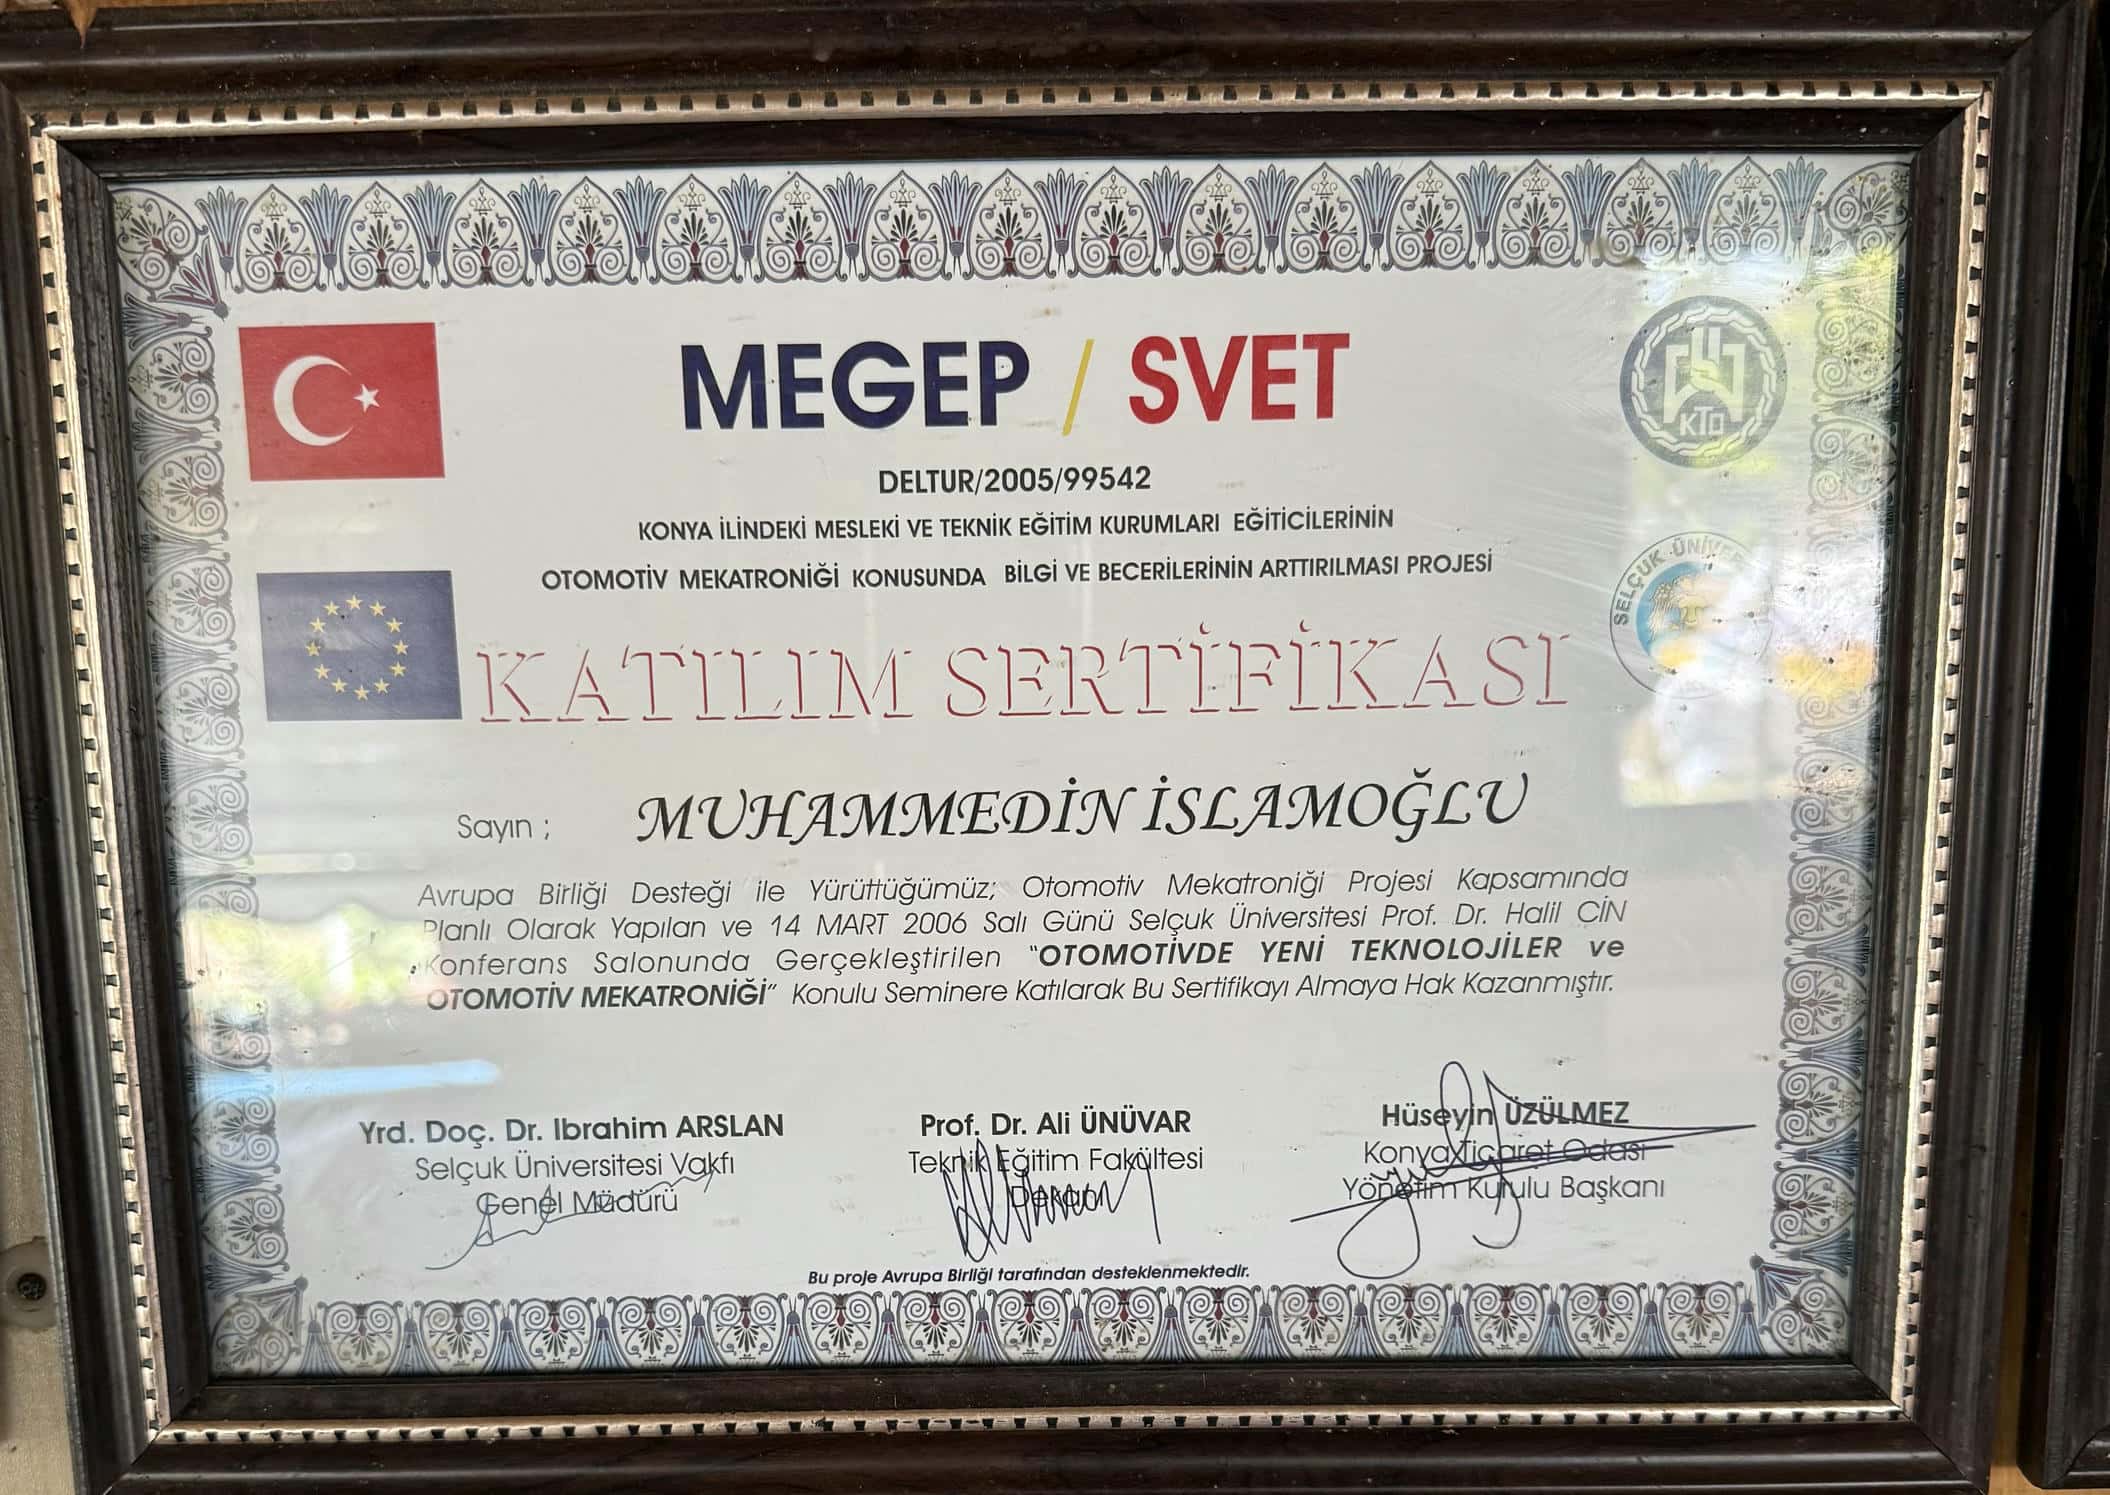 MEGEP / SVET
KTO
DELTUR/2005/99542
KONYA İLİNDEKİ MESLEKİ VE TEKNİK EĞİTİM KURUMLARI EĞİTİCİLERİNİN
OTOMOTİV MEKATRONİĞİ KONUSUNDA BİLGİ VE BECERİLERİNİN ARTTIRILMASI PROJESİ
SELÇUK
KATILIM SERTİFİKASI
Sayın ; MUHAMMEDİN İSLAMOĞLU
Avrupa Birliği Desteği ile Yürüttüğümüz; Otomotiv Mekatroniği Projesi Kapsamında
Planlı Olarak Yapılan ve 14 MART 2006 Salı Günü Selçuk Üniversitesi Prof. Dr. Halil CİN
Konferans Salonunda Gerçekleştirilen "OTOMOTİVDE YENİ TEKNOLOJİLER ve
OTOMOTİV MEKATRONİĞİ" Konulu Seminere Katılarak Bu Sertifikayı Almaya Hak Kazanmıştır.
Yrd. Doç. Dr. Ibrahim ARSLAN
Selçuk Üniversitesi Vakfı
Genel Müdürü
Prof. Dr. Ali ÜNÜVAR
Teknik Eğitim Fakültesi
Dekanı
Hüseyin ÜZÜLMEZ
Konya Ticaret Odası
Yönetim Kurulu Başkanı
Bu proje Avrupa Birliği tarafından desteklenmektedir.